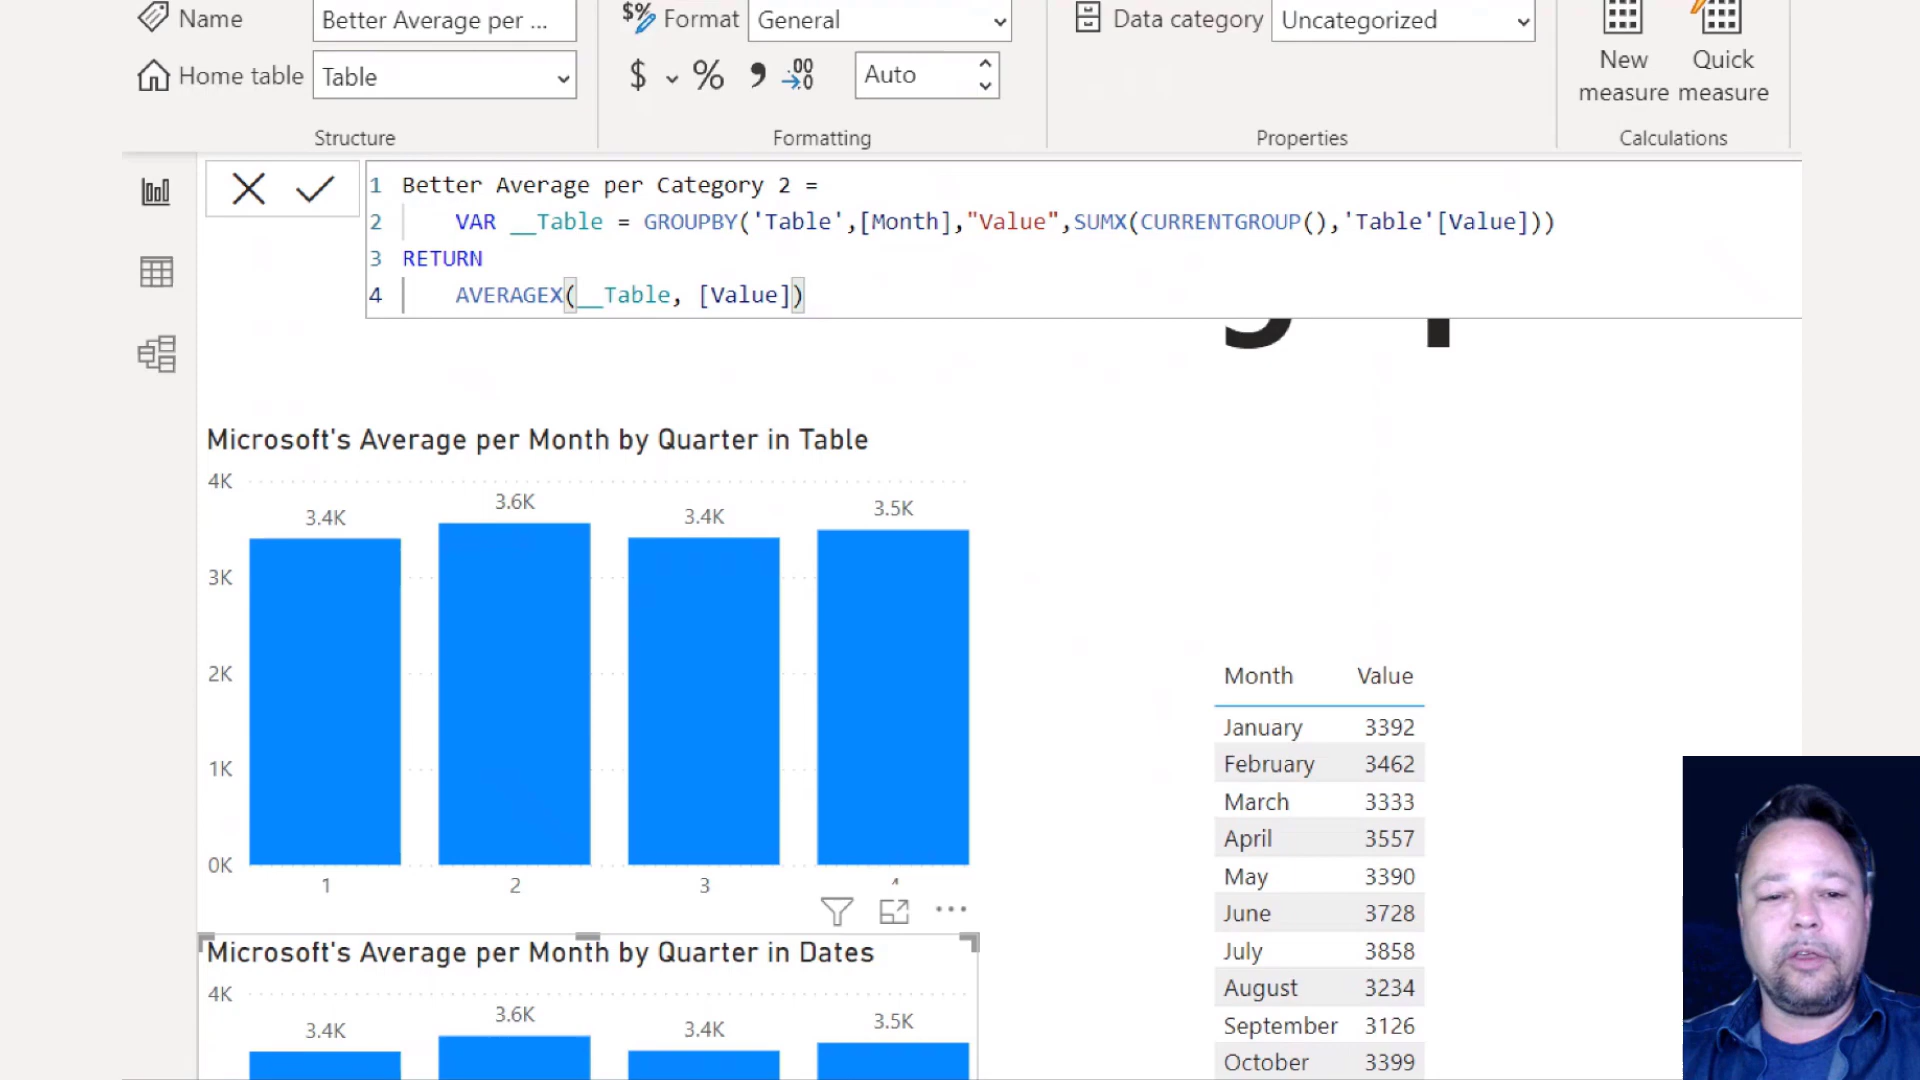 Name Better Average per ...
$% Format General
Data category Uncategorized
New measure
Quick measure
Home table Table
$ % , .00 .0 Auto
Structure
Formatting
Properties
Calculations
1 Better Average per Category 2 =
2 VAR __Table = GROUPBY('Table',[Month],"Value",SUMX(CURRENTGROUP(),'Table'[Value]))
3 RETURN
4 AVERAGEX(__Table, [Value])
Microsoft's Average per Month by Quarter in Table
4K
3.4K 3.6K 3.4K 3.5K
3K
2K
1K
0K
1 2 3
Microsoft's Average per Month by Quarter in Dates
4K
3.4K 3.6K 3.4K 3.5K
Month Value
January 3392
February 3462
March 3333
April 3557
May 3390
June 3728
July 3858
August 3234
September 3126
October 3399